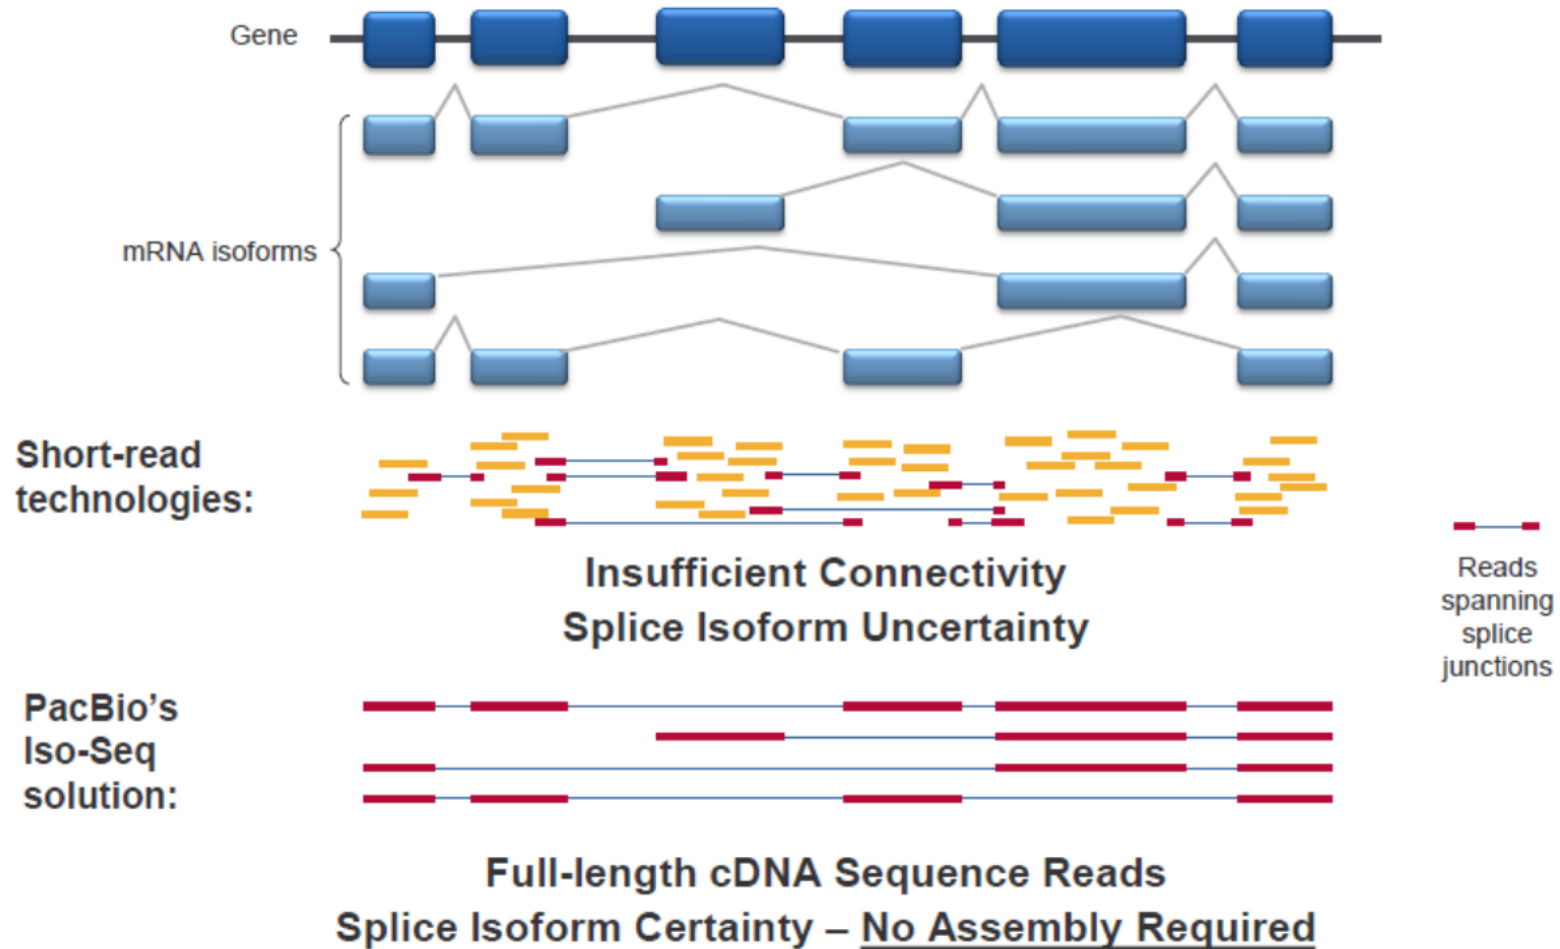 Gene
mRNA isoforms
Short-read
technologies:
Insufficient Connectivity
Splice Isoform Uncertainty
Reads
spanning
splice
junctions
PacBio’s
Iso-Seq
solution:
Full-length cDNA Sequence Reads
Splice Isoform Certainty – No Assembly Required